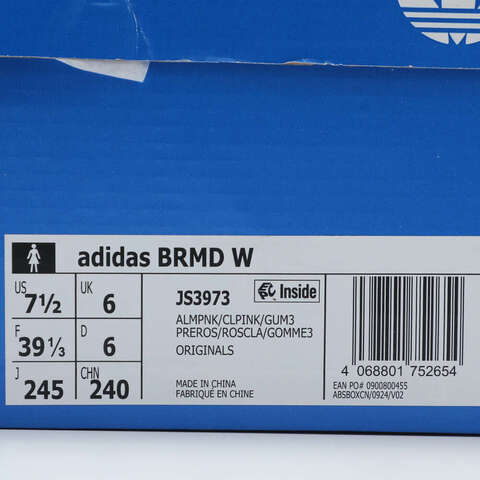 adidas BRMD W
US 7½ UK 6
F 39⅓ D 6
J 245 CHN 240
JS3973
Inside
ALMPNK/CLPINK/GUM3
PREROS/ROSCLA/GOMME3
ORIGINALS
MADE IN CHINA
FABRIQUÉ EN CHINE
4 068801 752654
EAN PO# 0900800455
ABSBOXCN/0924/V02